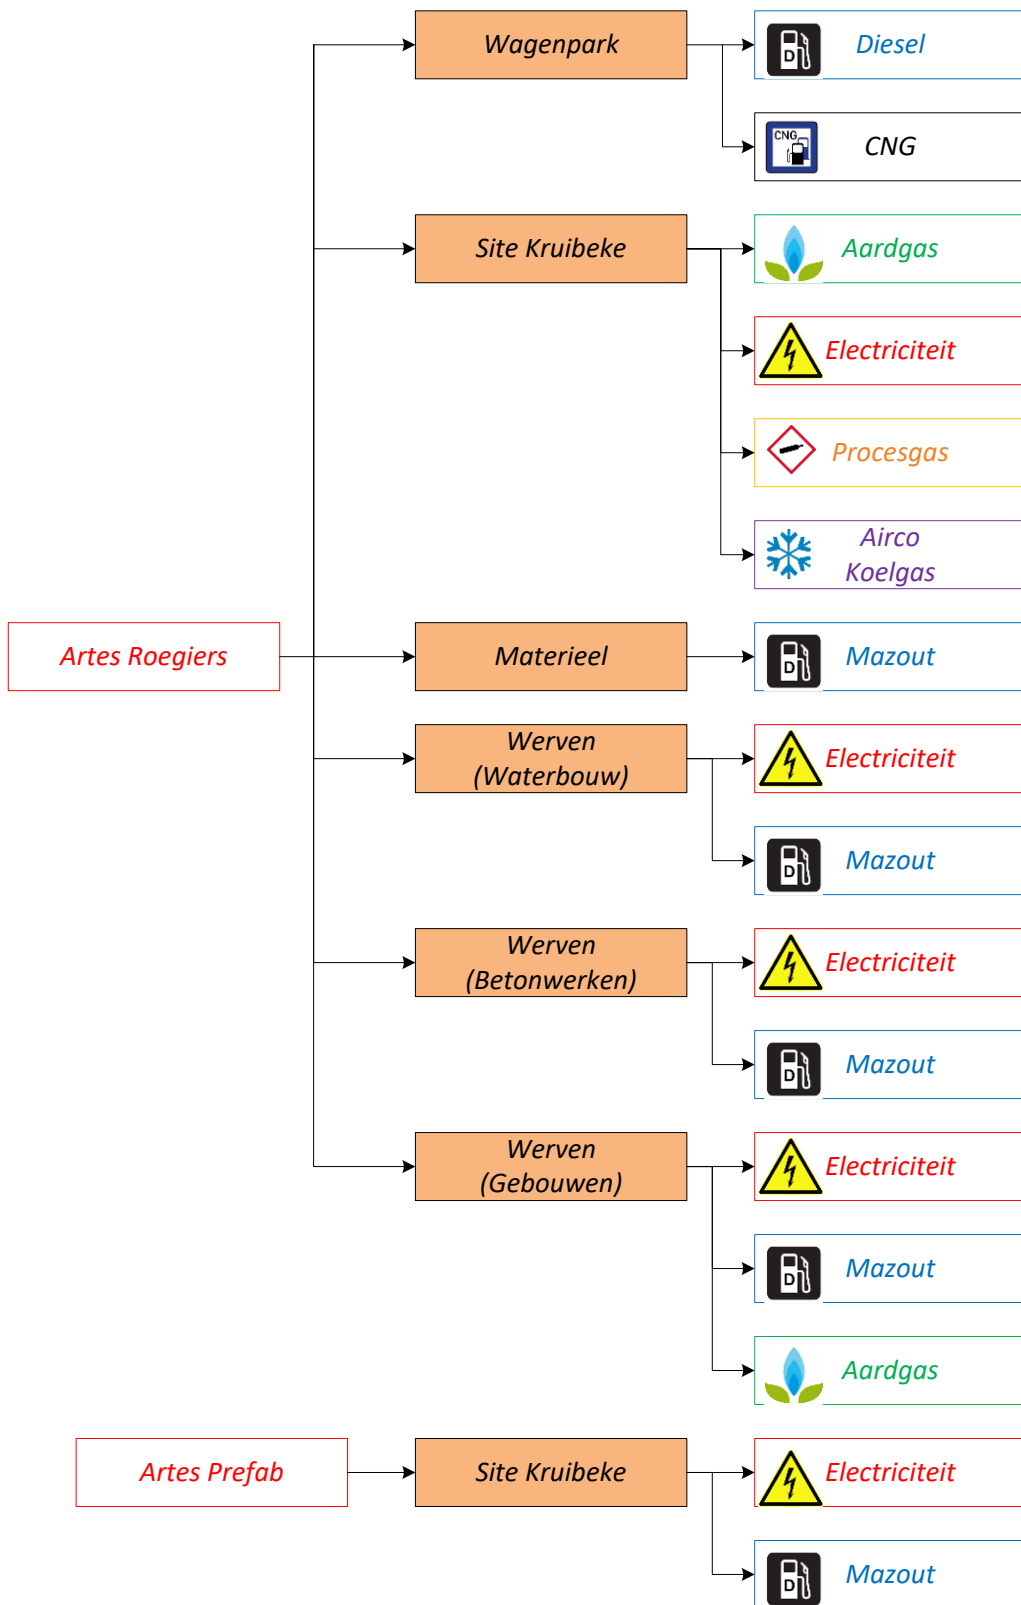 Wagenpark
D
Diesel
CNG
CNG
Site Kruibeke
Aardgas
Electriciteit
Procesgas
Airco
Koelgas
Artes Roegiers
Materieel
D
Mazout
Werven
(Waterbouw)
Electriciteit
D
Mazout
Werven
(Betonwerken)
Electriciteit
D
Mazout
Werven
(Gebouwen)
Electriciteit
D
Mazout
Aardgas
Artes Prefab
Site Kruibeke
Electriciteit
D
Mazout